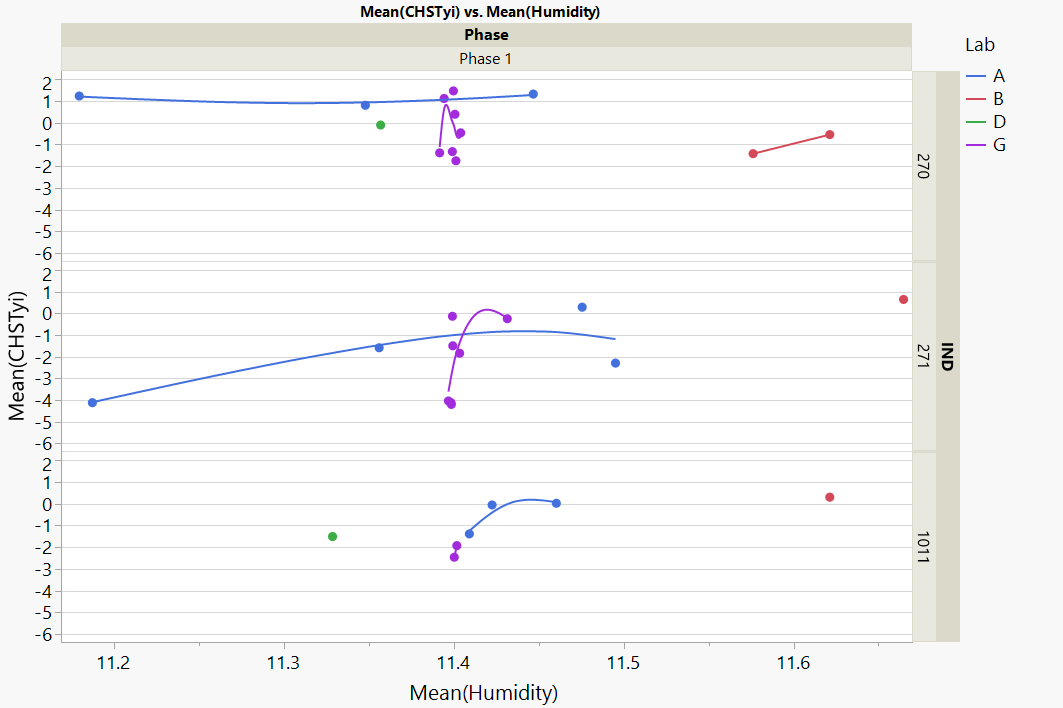 Mean(CHSTyi) vs. Mean(Humidity)
Phase
Phase 1
Lab
A
B
D
G
2
1
0
-1
-2
-3
-4
-5
-6
270
2
1
0
-1
-2
-3
-4
-5
-6
271
2
1
0
-1
-2
-3
-4
-5
-6
1011
IND
Mean(CHSTyi)
11.2 11.3 11.4 11.5 11.6
Mean(Humidity)